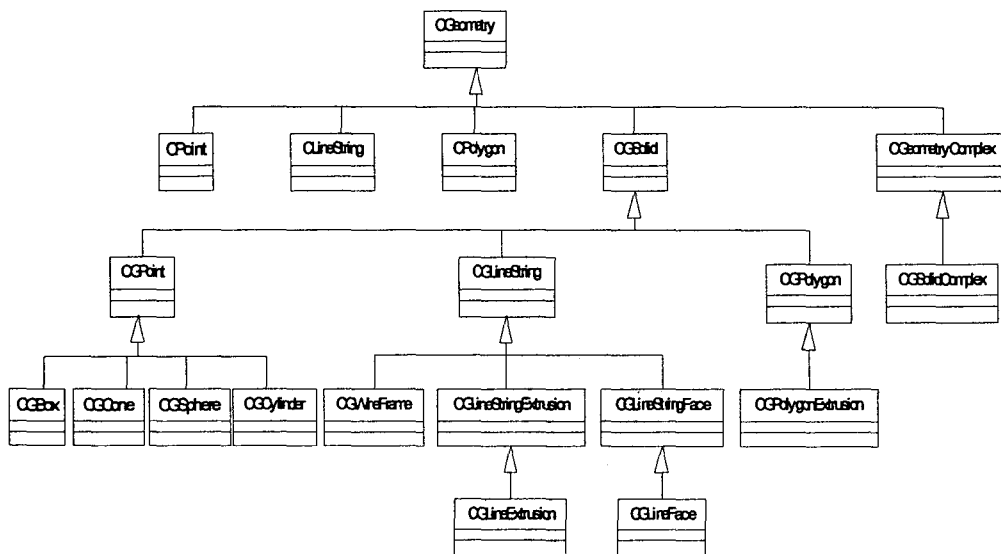 CGeometry
CPoint
CLineString
CPolygon
CGSolid
CGeometryComplex
CGPoint
CGLineString
CGPolygon
CGSolidComplex
CGBox
CGCone
CGSphere
CGCylinder
CGWireFrame
CGLineStringExtrusion
CGLineStringFace
CGPolygonExtrusion
CGLineExtrusion
CGLineFace